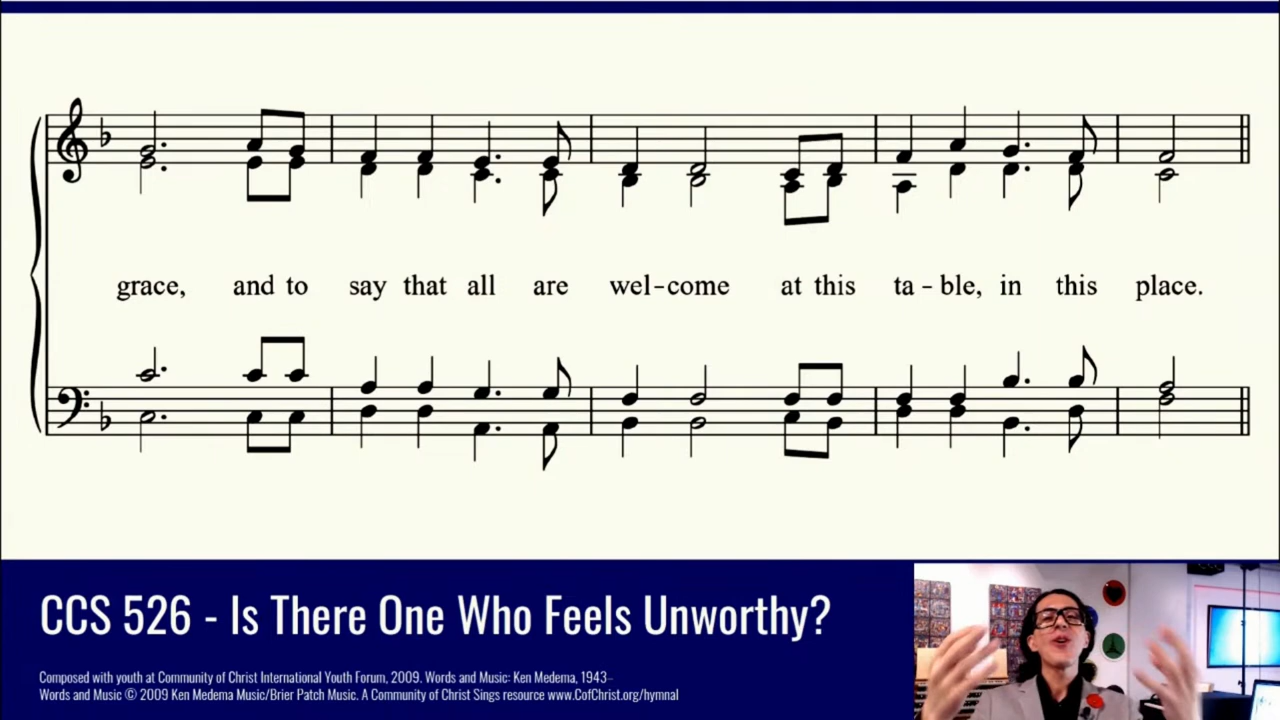 grace, and to say that all are wel-come at this ta-ble, in this place.
CCS 526 - Is There One Who Feels Unworthy?
Composed with youth at Community of Christ International Youth Forum, 2009. Words and Music: Ken Medema, 1943-
Words and Music © 2009 Ken Medema Music/Brier Patch Music. A Community of Christ Sings resource www.CofChrist.org/hymnal